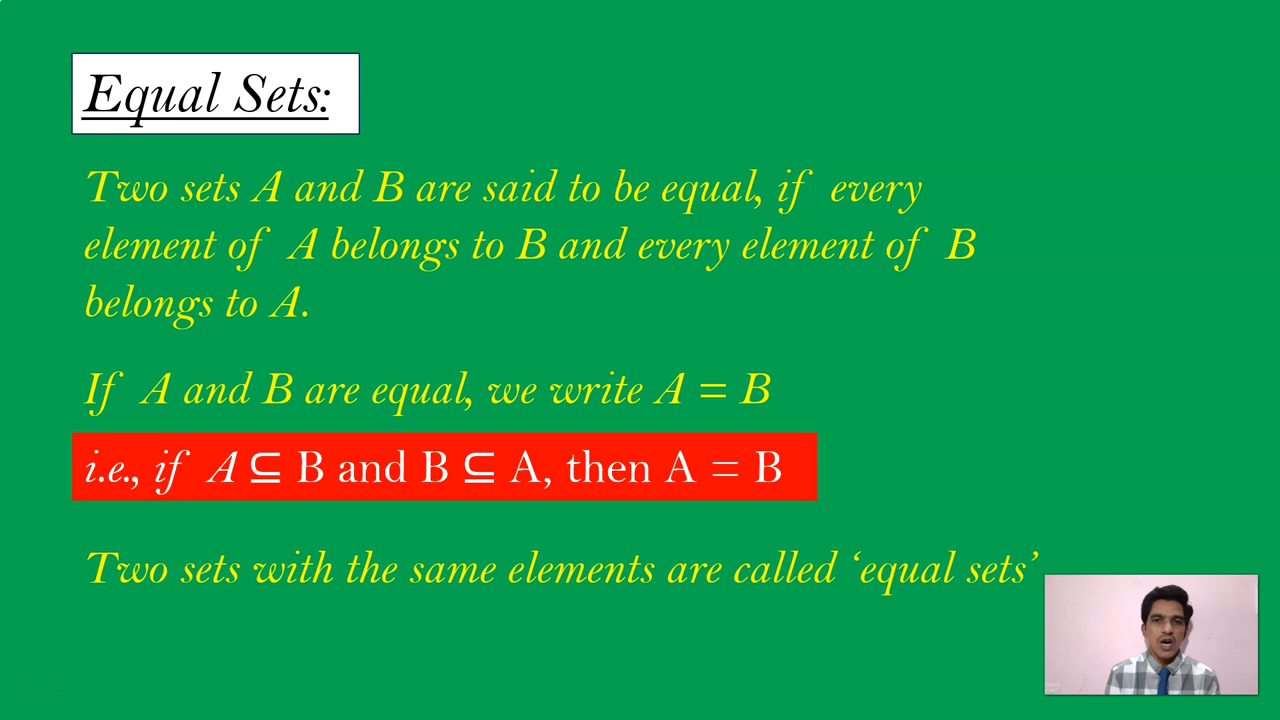 Equal Sets:
Two sets A and B are said to be equal, if every
element of A belongs to B and every element of B
belongs to A.
If A and B are equal, we write A = B
i.e., if A ⊆ B and B ⊆ A, then A = B
Two sets with the same elements are called ‘equal sets’